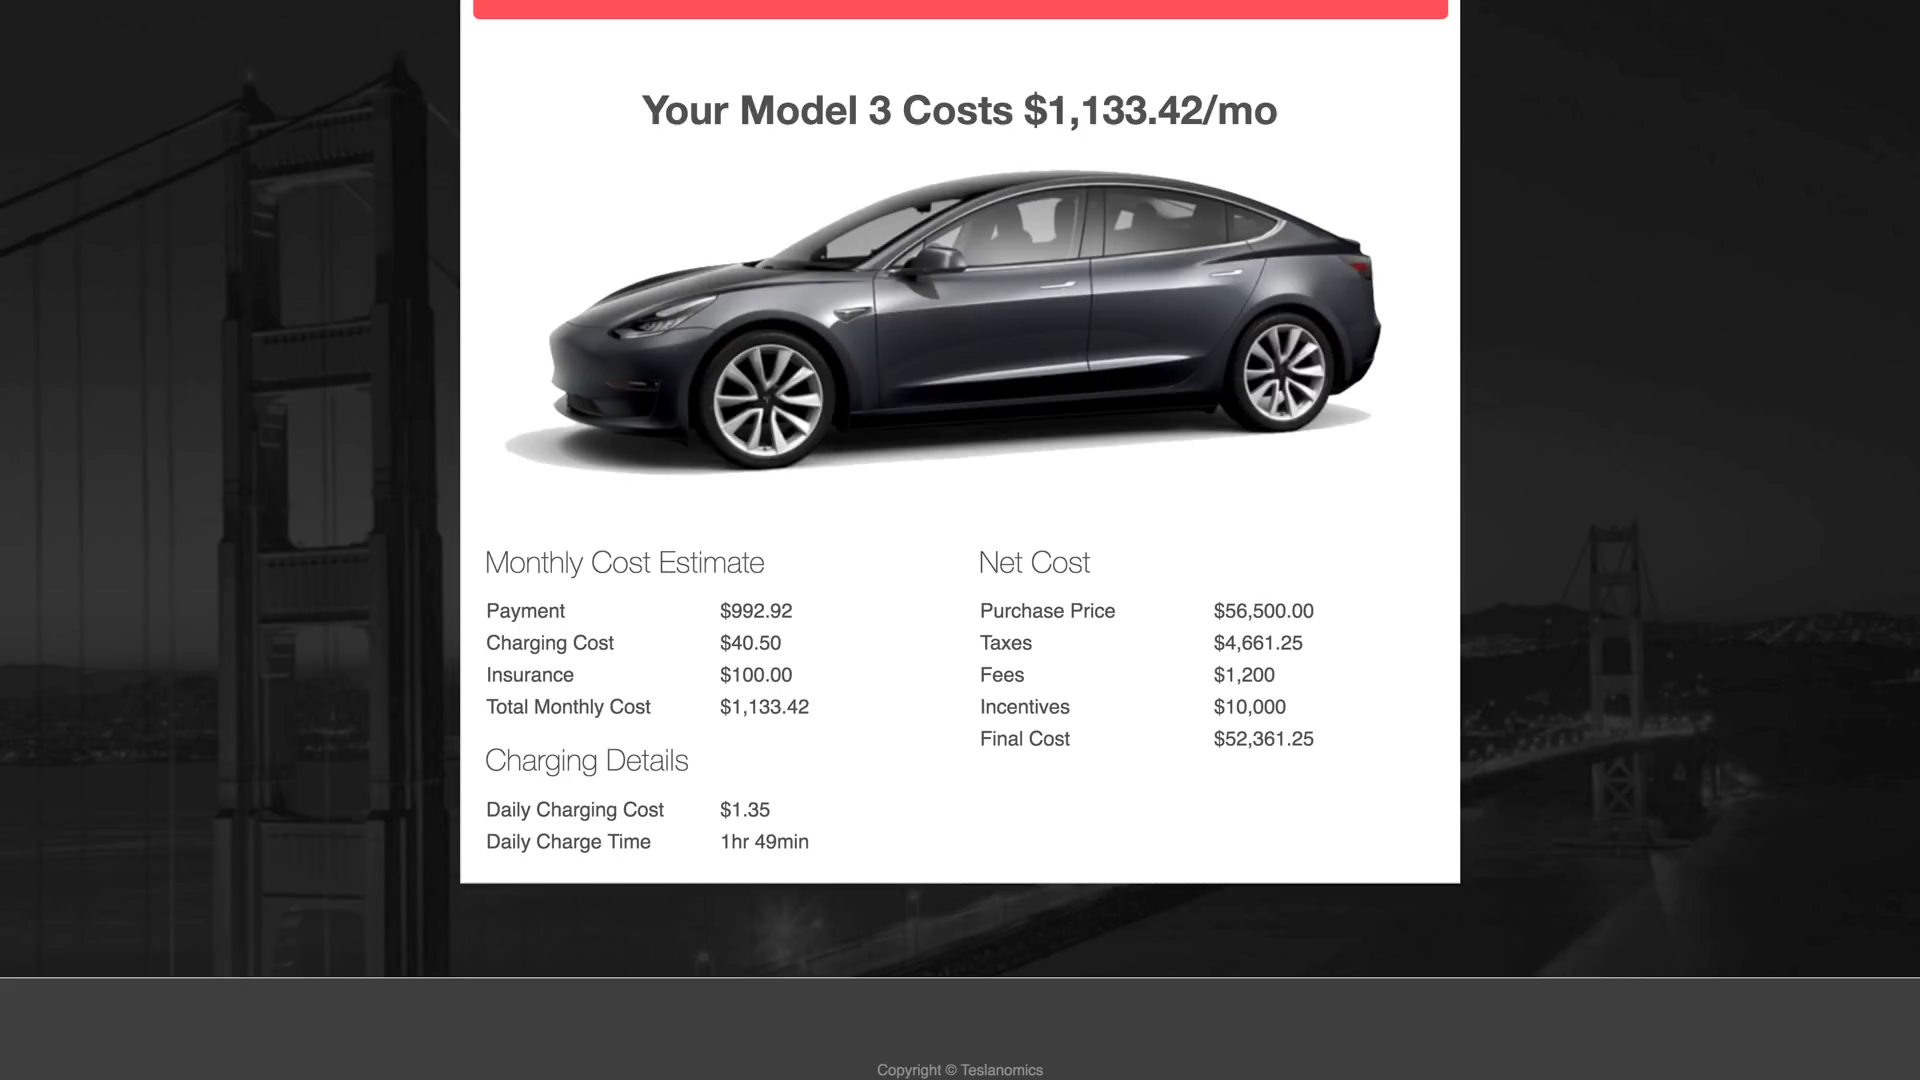 Your Model 3 Costs $1,133.42/mo
Monthly Cost Estimate
Payment $992.92
Charging Cost $40.50
Insurance $100.00
Total Monthly Cost $1,133.42
Charging Details
Daily Charging Cost $1.35
Daily Charge Time 1hr 49min
Net Cost
Purchase Price $56,500.00
Taxes $4,661.25
Fees $1,200
Incentives $10,000
Final Cost $52,361.25
Copyright © Teslanomics